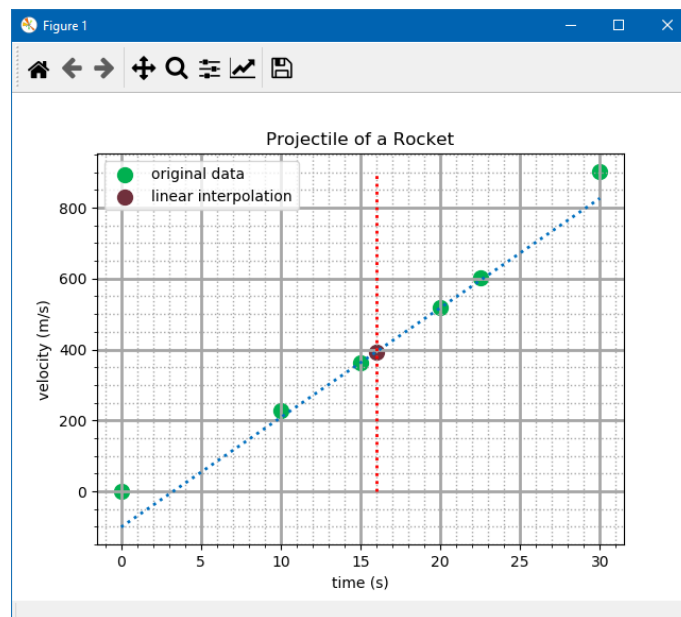 Figure 1
Projectile of a Rocket
original data
linear interpolation
800
600
400
200
0
velocity (m/s)
0 5 10 15 20 25 30
time (s)